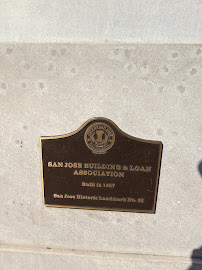 SAN JOSE BUILDING & LOAN
ASSOCIATION
Built in
San Jose Historic Landmark No.